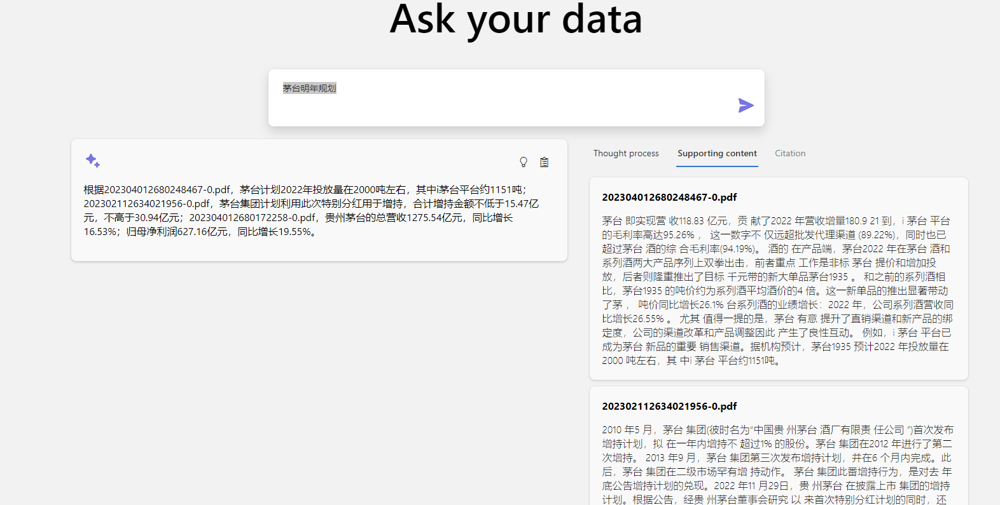 Ask your data
茅台明年规划
根据202304012680248467-0.pdf，茅台计划2022年投放量在2000吨左右，其中i茅台平台约1151吨；
202302112634021956-0.pdf，茅台集团计划利用此次特别分红用于增持，合计增持金额不低于15.47亿
元，不高于30.94亿元；202304012680172258-0.pdf，贵州茅台的总营收1275.54亿元，同比增长
16.53%；归母净利润627.16亿元，同比增长19.55%。
Thought process
Supporting content
Citation
202304012680248467-0.pdf
茅台 即实现营 收118.83 亿元，贡 献了2022 年营收增量180.9 21 到，i 茅台 平台
的毛利率高达95.26% ， 这一数字不 仅远超批发代理渠道 (89.22%)，同时也已
超过茅台 酒的综 合毛利率(94.19%)。 酒的 在产品端，茅台2022 年在茅台 酒和
系列酒两大产品序列上双拳出击，前者重点 工作是非标 茅台 提价和增加投
放，后者则隆重推出了目标 千元带的新大单品茅台1935 。 和之前的系列酒相
比，茅台1935 的吨价约为系列酒平均酒价的4 倍。这一新单品的推出显著带动
了茅 ， 吨价同比增长26.1% 台系列酒的业绩增长：2022 年，公司系列酒营收同
比增长26.55% 。 尤其 值得一提的是，茅台 有意 提升了直销渠道和新产品的绑
定度，公司的渠道改革和产品调整因此 产生了良性互动。 例如，i 茅台 平台已
成为茅台 新品的重要 销售渠道。据机构预计，茅台1935 预计2022 年投放量在
2000 吨左右，其 中i 茅台 平台约1151吨。
202302112634021956-0.pdf
2010 年5 月，茅台 集团(彼时名为“中国贵 州茅台 酒厂有限责 任公司 ”)首次发布
增持计划，拟 在一年内增持不 超过1% 的股份。茅台 集团在2012 年进行了第二
次增持。 2013 年9 月，茅台 集团第三次发布增持计划，并在6 个月内完成。此
后，茅台 集团在二级市场罕有增 持动作。 茅台 集团此番增持行为，是对去 年
底公告增持计划的兑现。2022 年11 月29日，贵 州茅台 在披露上市 集团的增持
计划。根据公告，经贵 州茅台董事会研究 以 来首次特别分红计划的同时，还